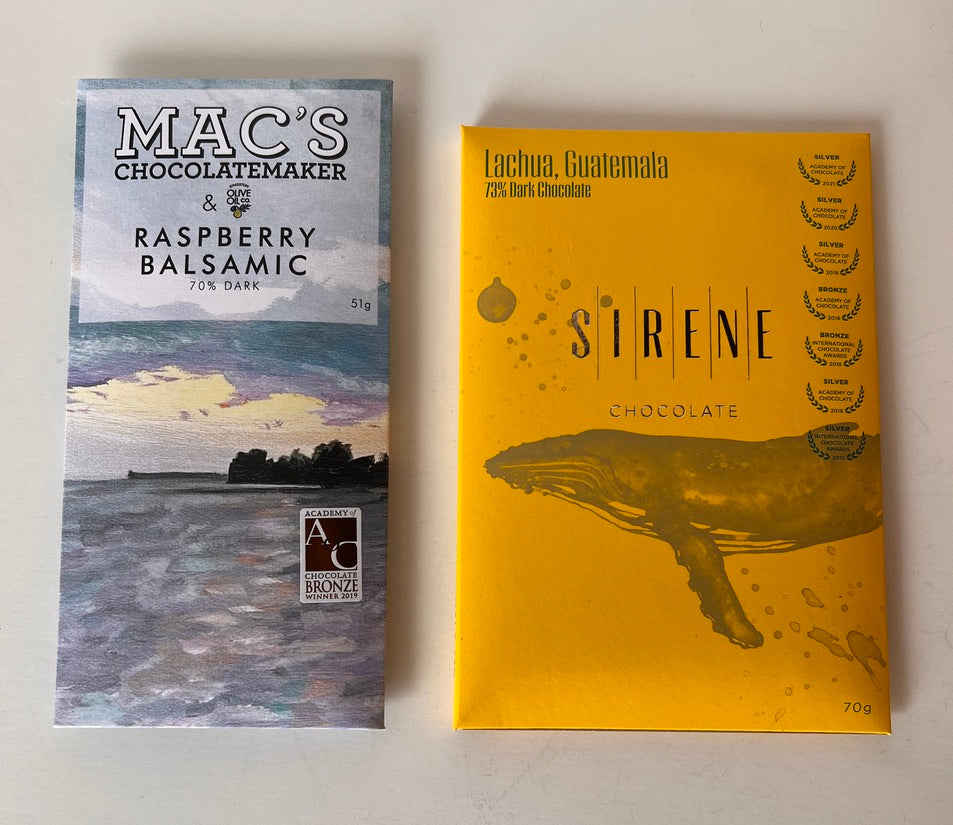 MAC'S
CHOCOLATEMAKER
&
KINGSTON
OLIVE
OIL CO.
RASPBERRY
BALSAMIC
70% DARK
51g
ACADEMY of
A C
CHOCOLATE
BRONZE
WINNER 2019
Lachua, Guatemala
73% Dark Chocolate
SIRENE
CHOCOLATE
SILVER
ACADEMY OF
CHOCOLATE
2021
SILVER
ACADEMY OF
CHOCOLATE
2020
SILVER
ACADEMY OF
CHOCOLATE
2019
BRONZE
ACADEMY OF
CHOCOLATE
2018
BRONZE
INTERNATIONAL
CHOCOLATE
AWARDS
2016
SILVER
ACADEMY OF
CHOCOLATE
2016
SILVER
INTERNATIONAL
CHOCOLATE
AWARDS
2015
70g